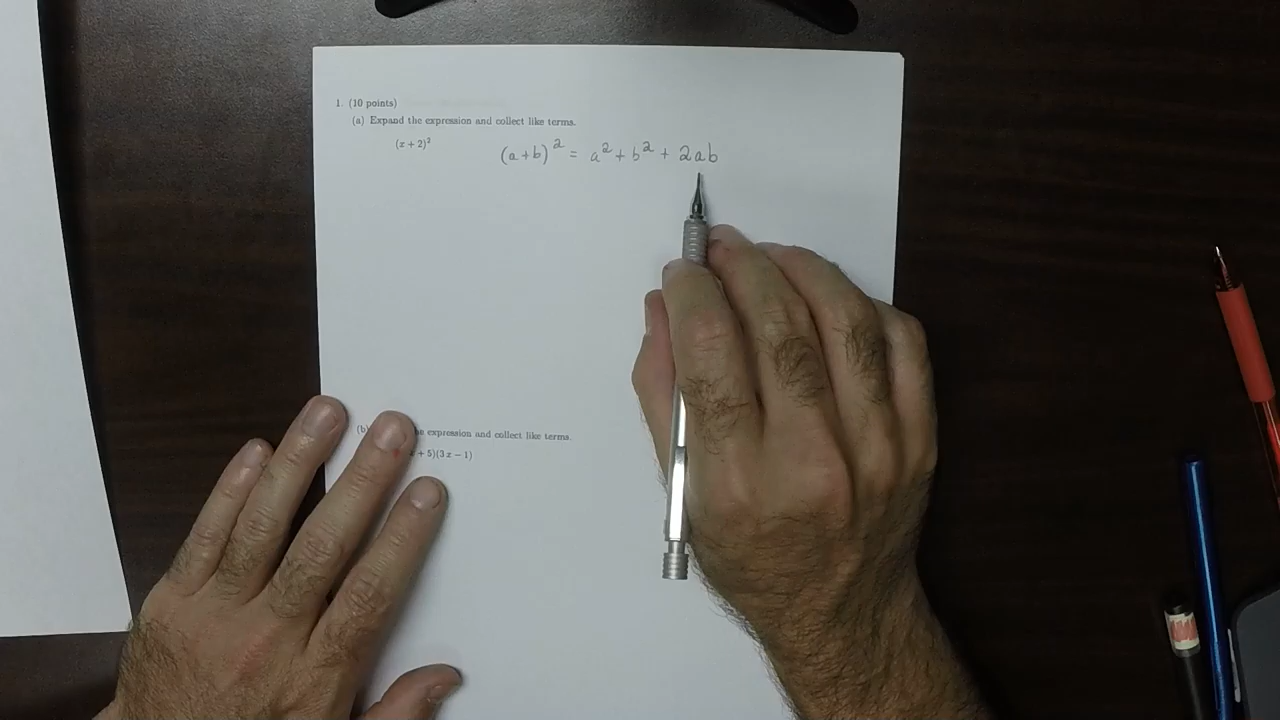 1. (10 points)
(a) Expand the expression and collect like terms.
(x + 2)²
(a+b)² = a² + b² + 2ab
(b) expression and collect like terms.
+ 5)(3x − 1)